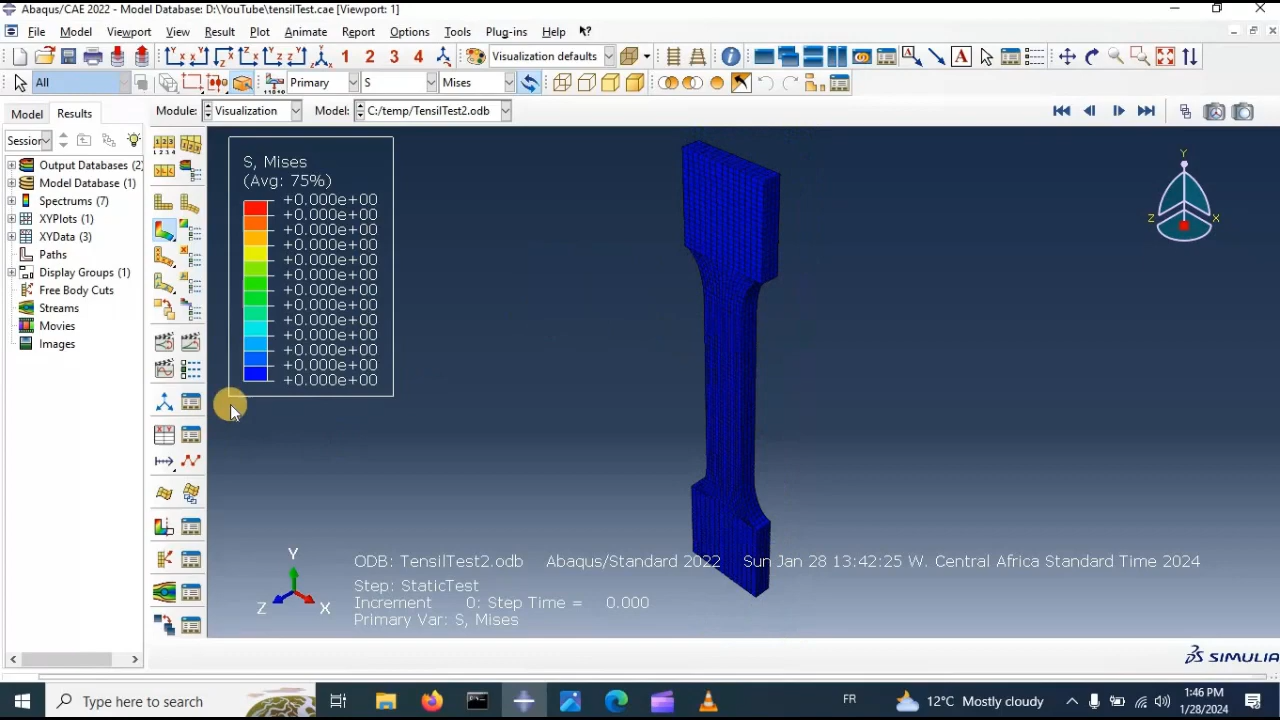 Abaqus/CAE 2022 - Model Database: D:\YouTube\tensilTest.cae [Viewport: 1]
File Model Viewport View Result Plot Animate Report Options Tools Plug-ins Help
1 2 3 4 Visualization defaults
All Primary S Mises
Model Results Module: Visualization Model: C:/temp/TensilTest2.odb
Session
Output Databases (2)
Model Database (1)
Spectrums (7)
XYPlots (1)
XYData (3)
Paths
Display Groups (1)
Free Body Cuts
Streams
Movies
Images
S, Mises
(Avg: 75%)
+0.000e+00
+0.000e+00
+0.000e+00
+0.000e+00
+0.000e+00
+0.000e+00
+0.000e+00
+0.000e+00
+0.000e+00
+0.000e+00
+0.000e+00
+0.000e+00
+0.000e+00
Y
Z X
Y
Z X
ODB: TensilTest2.odb Abaqus/Standard 2022 Sun Jan 28 13:42:25 W. Central Africa Standard Time 2024
Step: StaticTest
Increment 0: Step Time = 0.000
Primary Var: S, Mises
SIMULIA
Type here to search
12°C Mostly cloudy
FR
1:46 PM
1/28/2024